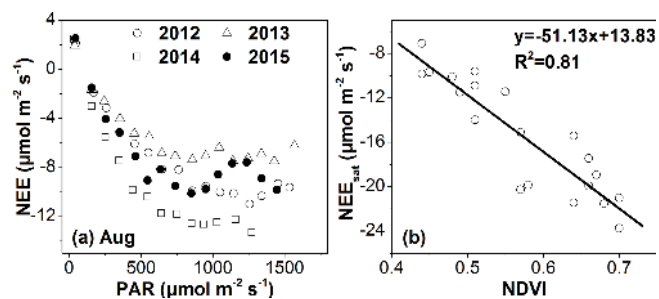 4
0
-4
-8
-12
NEE (μmol m⁻² s⁻¹)
2012 2013
2014 2015
(a) Aug
0 500 1000 1500
PAR (μmol m⁻² s⁻¹)
-8
-12
-16
-20
-24
NEEsat (μmol m⁻² s⁻¹)
y=-51.13x+13.83
R²=0.81
(b)
0.4 0.5 0.6 0.7
NDVI